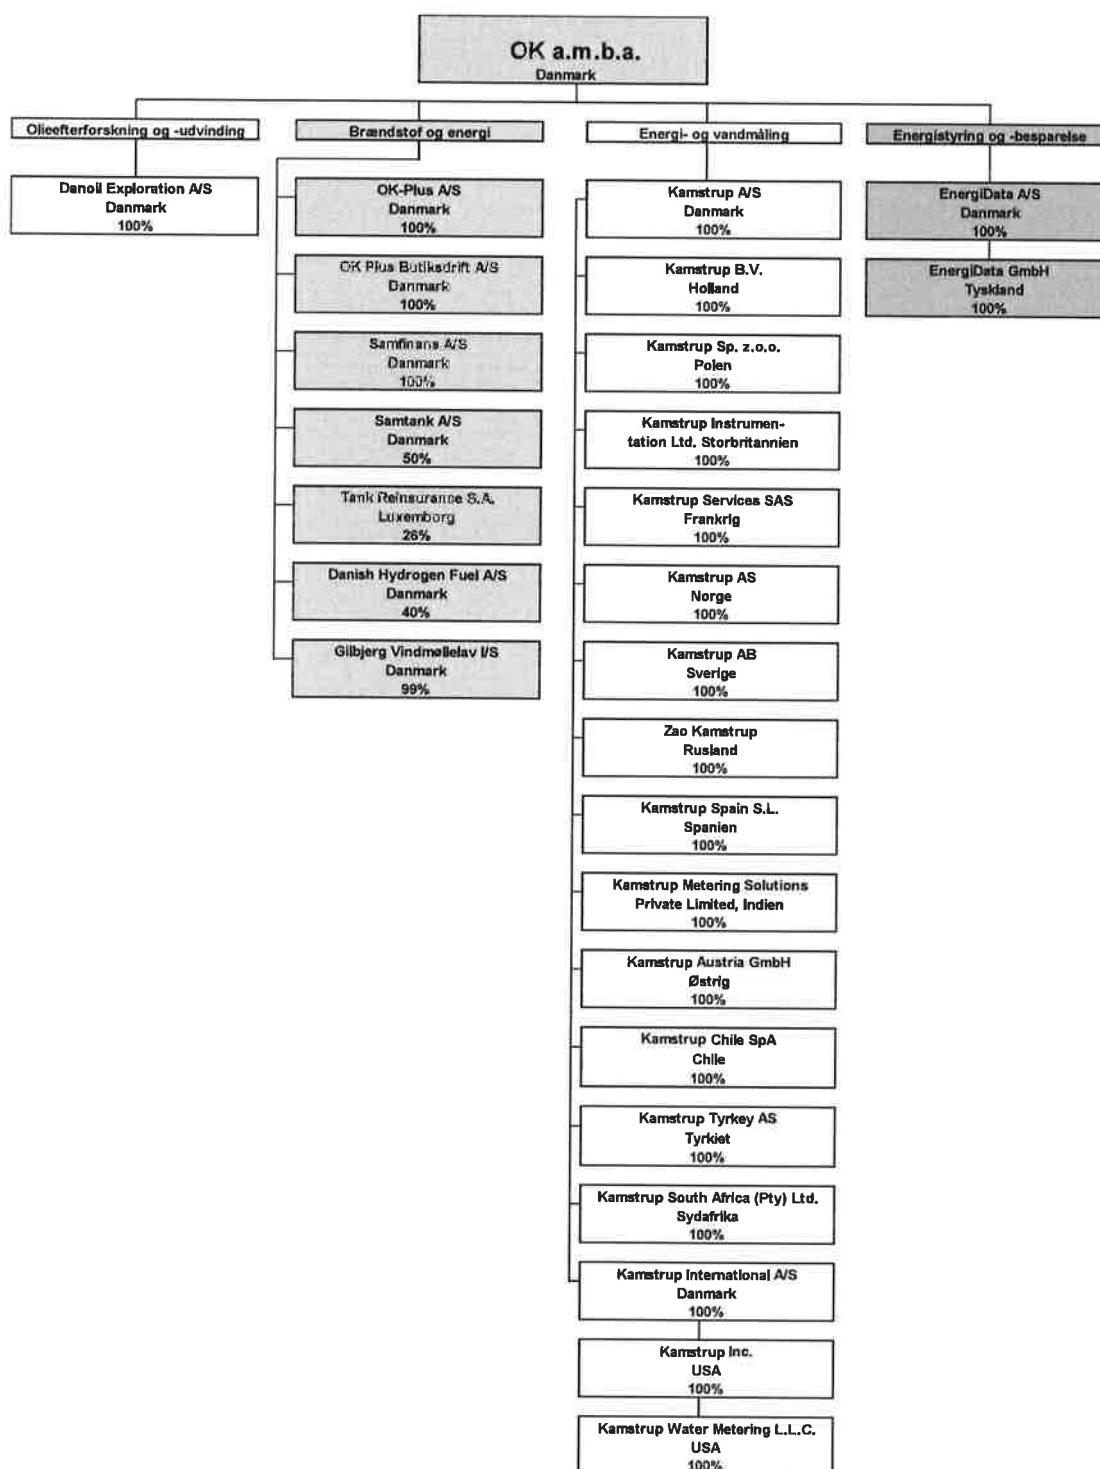 OK a.m.b.a.
Danmark
Olieefterforskning og -udvinding
Danoil Exploration A/S
Danmark
100%
Brændstof og energi
OK-Plus A/S
Danmark
100%
OK Plus Butiksdrift A/S
Danmark
100%
Samfinans A/S
Danmark
100%
Samtank A/S
Danmark
50%
Tank Reinsurance S.A.
Luxemborg
26%
Danish Hydrogen Fuel A/S
Danmark
40%
Gilbjerg Vindmøllelav I/S
Danmark
99%
Energi- og vandmåling
Kamstrup A/S
Danmark
100%
Kamstrup B.V.
Holland
100%
Kamstrup Sp. z.o.o.
Polen
100%
Kamstrup Instrumen-
tation Ltd. Storbritannien
100%
Kamstrup Services SAS
Frankrig
100%
Kamstrup AS
Norge
100%
Kamstrup AB
Sverige
100%
Zao Kamstrup
Rusland
100%
Kamstrup Spain S.L.
Spanien
100%
Kamstrup Metering Solutions
Private Limited, Indien
100%
Kamstrup Austria GmbH
Østrig
100%
Kamstrup Chile SpA
Chile
100%
Kamstrup Tyrkey AS
Tyrkiet
100%
Kamstrup South Africa (Pty) Ltd.
Sydafrika
100%
Kamstrup International A/S
Danmark
100%
Kamstrup Inc.
USA
100%
Kamstrup Water Metering L.L.C.
USA
100%
Energistyring og -besparelse
EnergiData A/S
Danmark
100%
EnergiData GmbH
Tyskland
100%